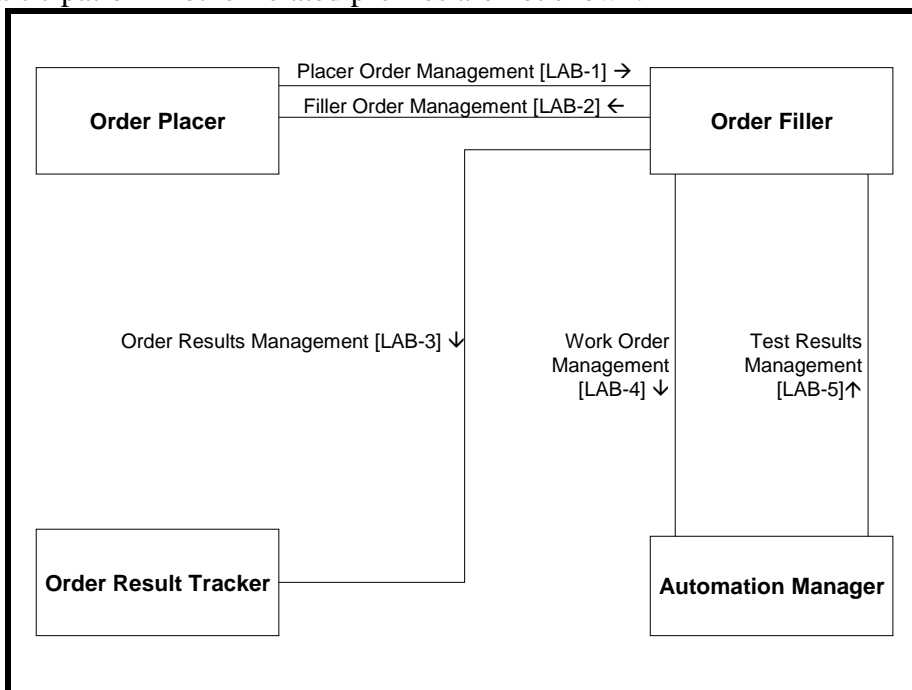 Placer Order Management [LAB-1] →
Order Placer
Filler Order Management [LAB-2] ←
Order Filler
Order Results Management [LAB-3] ↓
Work Order
Management
[LAB-4] ↓
Test Results
Management
[LAB-5]↑
Order Result Tracker
Automation Manager